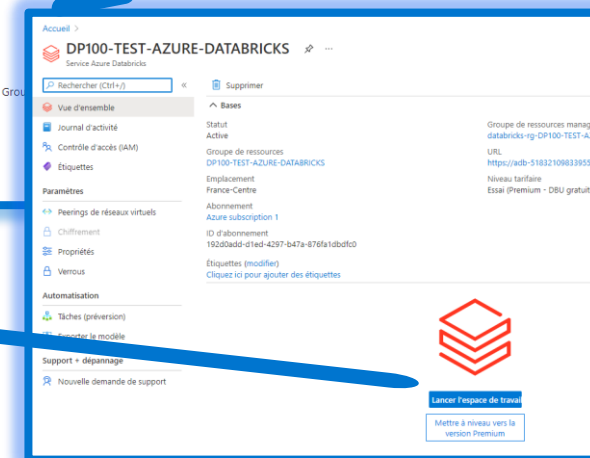 Accueil >
DP100-TEST-AZURE-DATABRICKS
Service Azure Databricks
Rechercher (Ctrl+/)
«
Supprimer
Grou
Vue d'ensemble
Journal d'activité
Contrôle d'accès (IAM)
Étiquettes
Paramètres
Peerings de réseaux virtuels
Chiffrement
Propriétés
Verrous
Automatisation
Tâches (préversion)
Exporter le modèle
Support + dépannage
Nouvelle demande de support
Bases
Statut
Active
Groupe de ressources
DP100-TEST-AZURE-DATABRICKS
Emplacement
France-Centre
Abonnement
Azure subscription 1
ID d'abonnement
192d0add-d1ed-4297-b47a-876fa1dbdfc0
Étiquettes (modifier)
Cliquez ici pour ajouter des étiquettes
Groupe de ressources manag
databricks-rg-DP100-TEST-A
URL
https://adb-51832109833955
Niveau tarifaire
Essai (Premium - DBU gratuit
Lancer l'espace de travail
Mettre à niveau vers la
version Premium